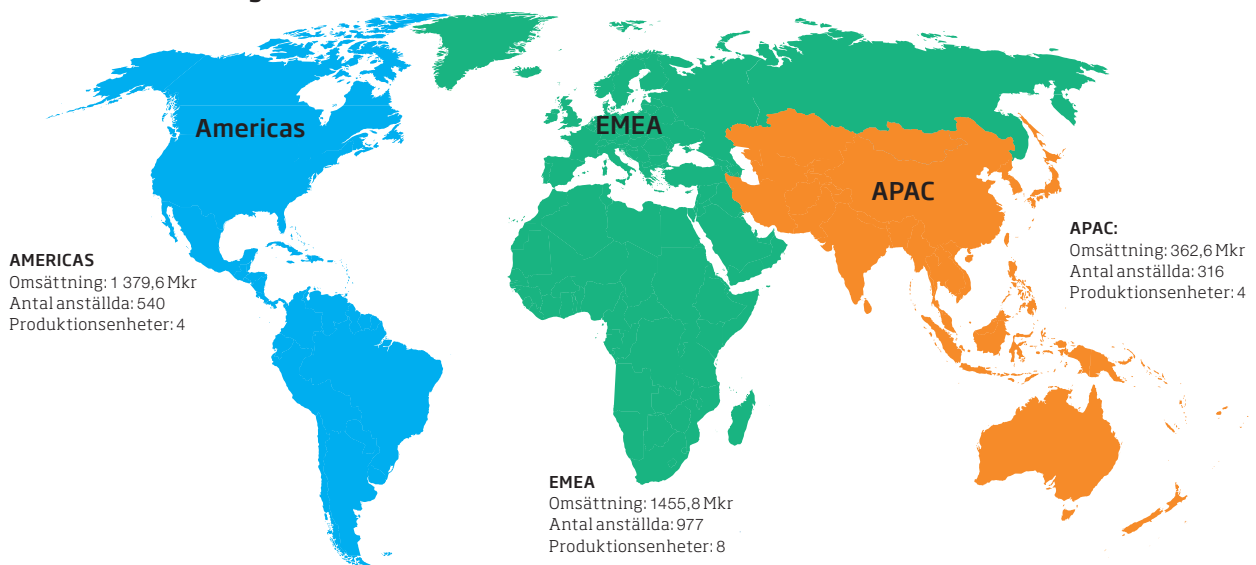 Americas
EMEA
APAC
AMERICAS
Omsättning: 1 379,6 Mkr
Antal anställda: 540
Produktionsenheter: 4
APAC:
Omsättning: 362,6 Mkr
Antal anställda: 316
Produktionsenheter: 4
EMEA
Omsättning: 1455,8 Mkr
Antal anställda: 977
Produktionsenheter: 8